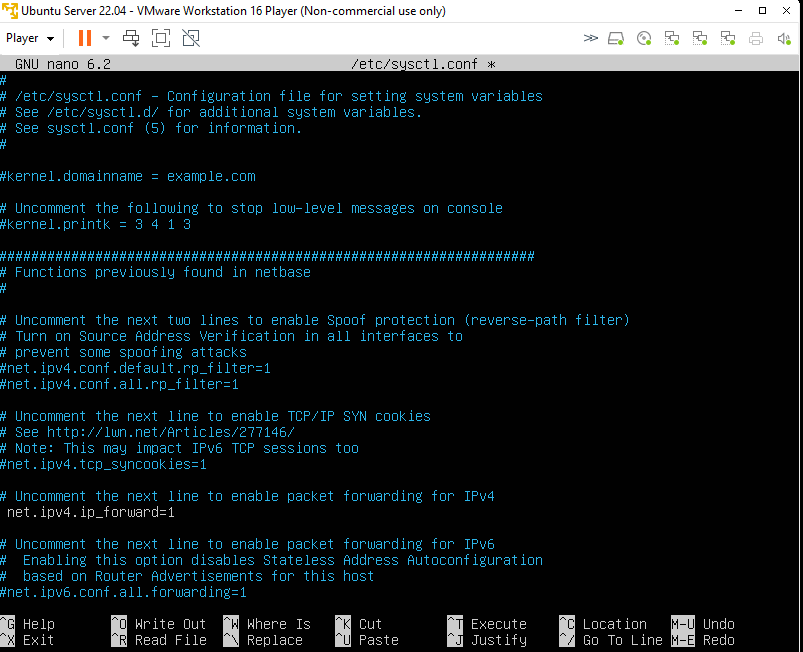 Ubuntu Server 22.04 - VMware Workstation 16 Player (Non-commercial use only)
Player
GNU nano 6.2 /etc/sysctl.conf *
#
# /etc/sysctl.conf - Configuration file for setting system variables
# See /etc/sysctl.d/ for additional system variables.
# See sysctl.conf (5) for information.
#
#kernel.domainname = example.com
# Uncomment the following to stop low-level messages on console
#kernel.printk = 3 4 1 3
###################################################################
# Functions previously found in netbase
#
# Uncomment the next two lines to enable Spoof protection (reverse-path filter)
# Turn on Source Address Verification in all interfaces to
# prevent some spoofing attacks
#net.ipv4.conf.default.rp_filter=1
#net.ipv4.conf.all.rp_filter=1
# Uncomment the next line to enable TCP/IP SYN cookies
# See http://lwn.net/Articles/277146/
# Note: This may impact IPv6 TCP sessions too
#net.ipv4.tcp_syncookies=1
# Uncomment the next line to enable packet forwarding for IPv4
net.ipv4.ip_forward=1
# Uncomment the next line to enable packet forwarding for IPv6
#  Enabling this option disables Stateless Address Autoconfiguration
#  based on Router Advertisements for this host
#net.ipv6.conf.all.forwarding=1
^G Help ^O Write Out ^W Where Is ^K Cut ^T Execute ^C Location M-U Undo
^X Exit ^R Read File ^\ Replace ^U Paste ^J Justify ^/ Go To Line M-E Redo